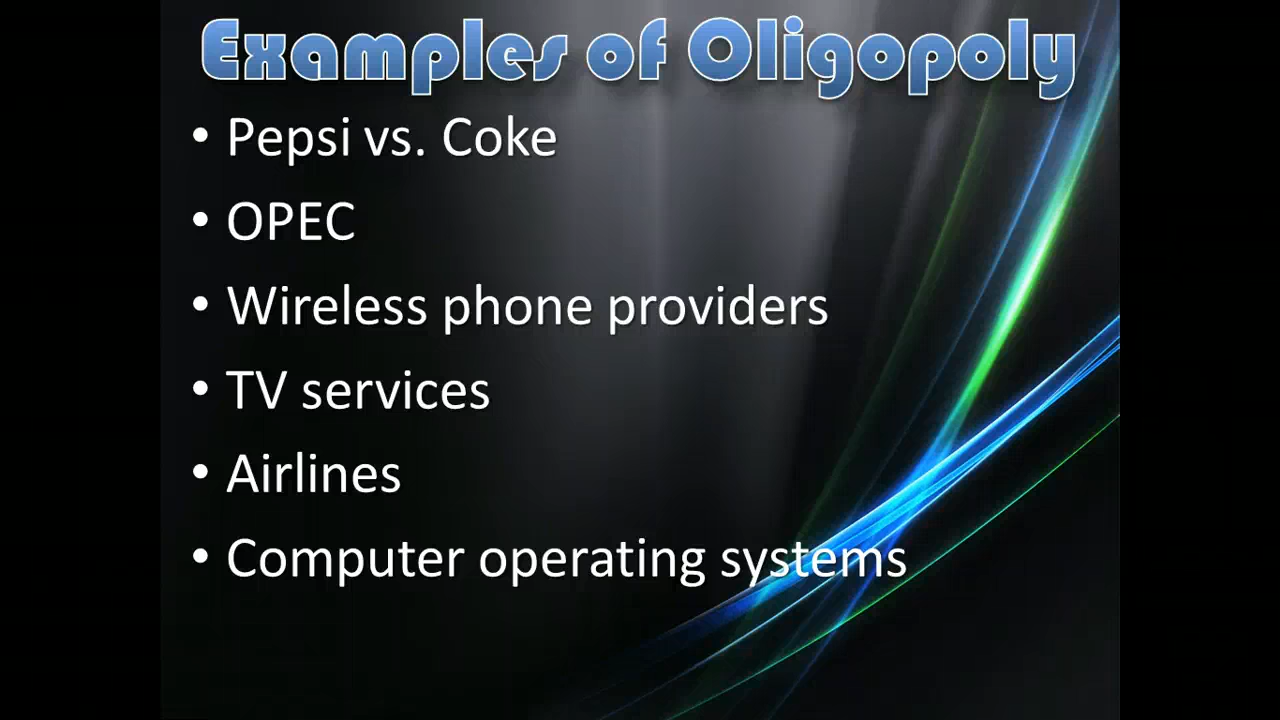 Examples of Oligopoly
• Pepsi vs. Coke
• OPEC
• Wireless phone providers
• TV services
• Airlines
• Computer operating systems